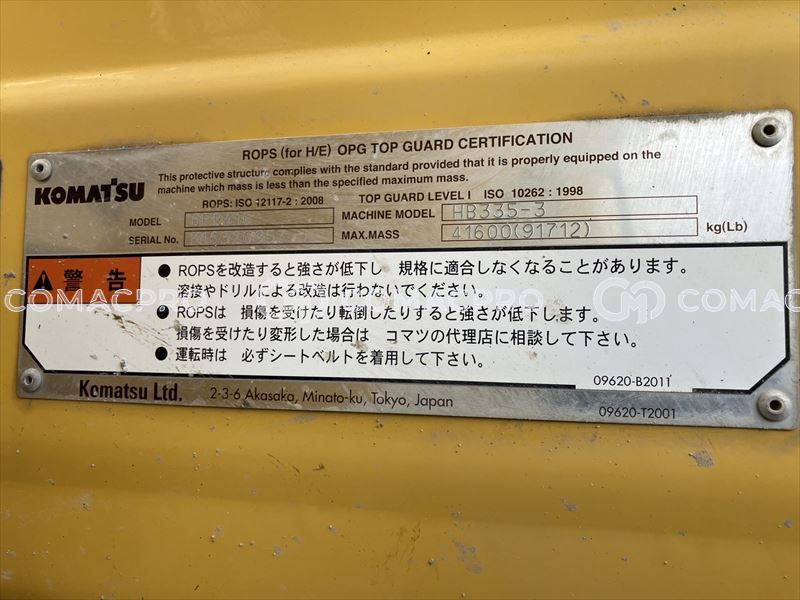 ROPS (for H/E) OPG TOP GUARD CERTIFICATION
KOMATSU
This protective structure complies with the standard provided that it is properly equipped on the
machine which mass is less than the specified maximum mass.
ROPS: ISO 12117-2 : 2008 TOP GUARD LEVEL I ISO 10262 : 1998
MODEL MACHINE MODEL HB335-3
SERIAL No. MAX.MASS 41600(91712) kg(Lb)
警告
● ROPSを改造すると強さが低下し 規格に適合しなくなることがあります。
溶接やドリルによる改造は行わないでください。
COMACPRO COMACPRO COMAC
● ROPSは 損傷を受けたり転倒したりすると強さが低下します。
損傷を受けたり変形した場合は コマツの代理店に相談して下さい。
● 運転時は 必ずシートベルトを着用して下さい。
09620-B2011
Komatsu Ltd. 2-3-6 Akasaka, Minato-ku, Tokyo, Japan
09620-T2001